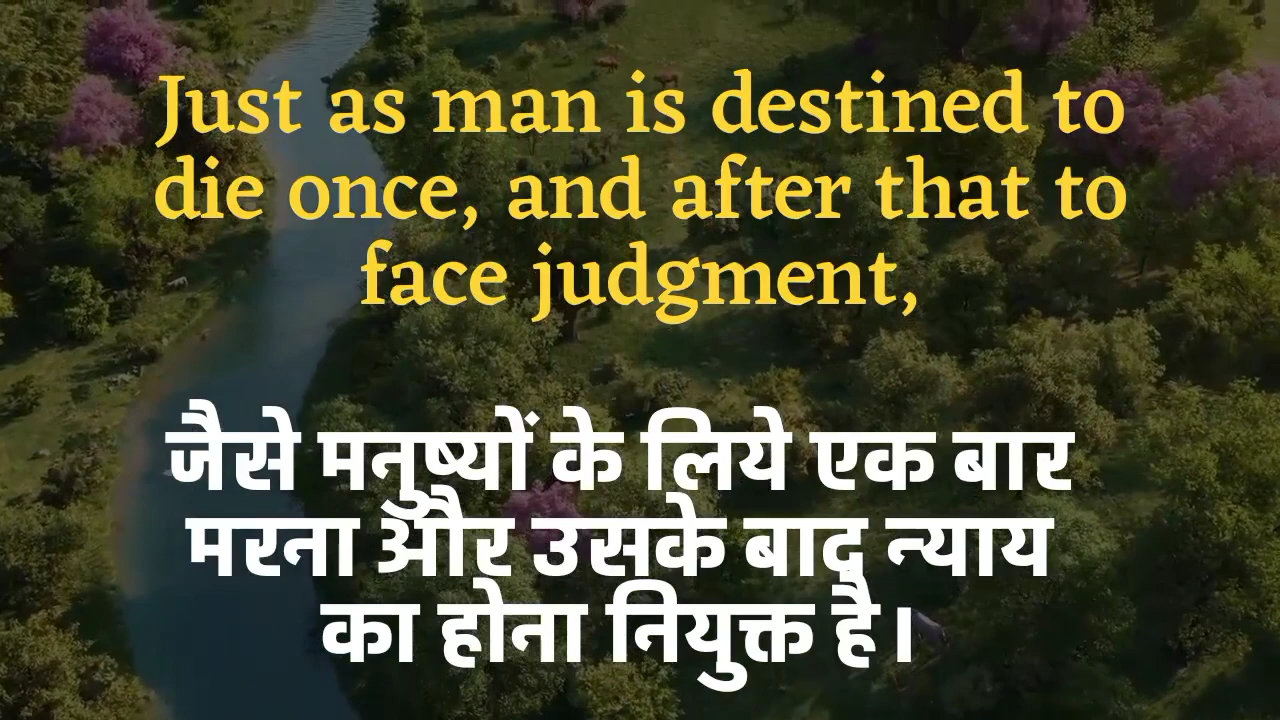 Just as man is destined to
die once, and after that to
face judgment,
जैसे मनुष्यों के लिये एक बार
मरना और उसके बाद न्याय
का होना नियुक्त है।